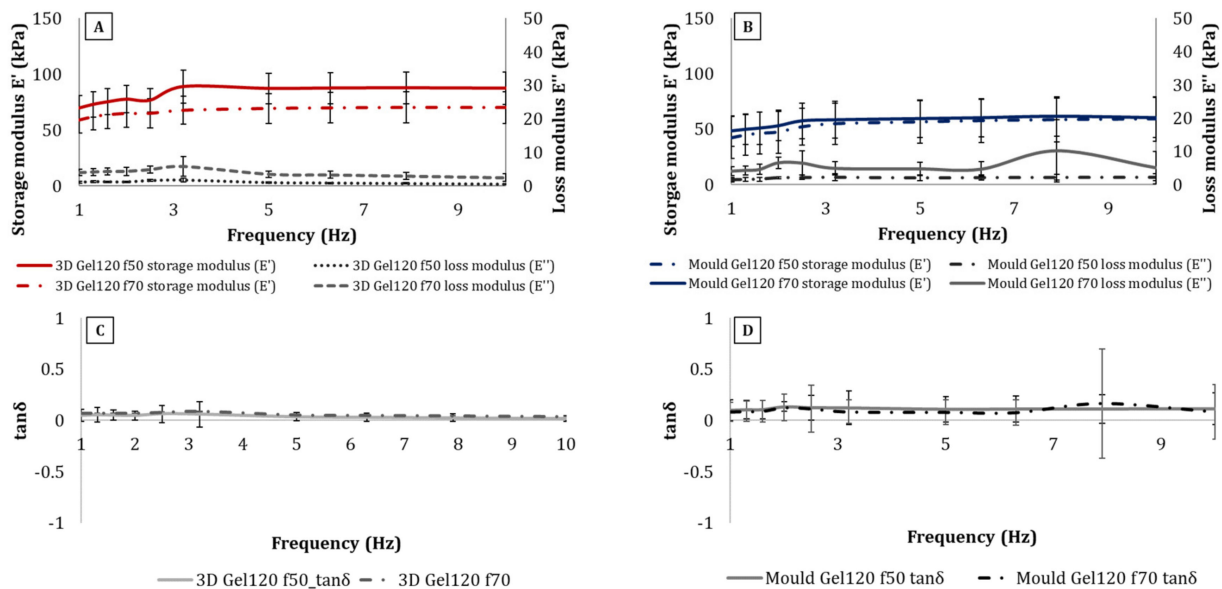 A
Storage modulus E' (kPa)
150
100
50
0
50
40
30
20
10
0
Loss modulus E'' (kPa)
1 3 5 7 9
Frequency (Hz)
3D Gel120 f50 storage modulus (E')
3D Gel120 f50 loss modulus (E'')
3D Gel120 f70 storage modulus (E')
3D Gel120 f70 loss modulus (E'')
B
Storgae modulus E' (kPa)
150
100
50
0
50
40
30
20
10
0
Loss modulus E'' (kPa)
1 3 5 7 9
Frequency (Hz)
Mould Gel120 f50 storage modulus (E')
Mould Gel120 f50 loss modulus (E'')
Mould Gel120 f70 storage modulus (E')
Mould Gel120 f70 loss modulus (E'')
C
tanδ
1
0.5
0
-0.5
-1
1 2 3 4 5 6 7 8 9 10
Frequency (Hz)
3D Gel120 f50_tanδ
3D Gel120 f70
D
tanδ
1
0.5
0
-0.5
-1
1 3 5 7 9
Frequency (Hz)
Mould Gel120 f50 tanδ
Mould Gel120 f70 tanδ